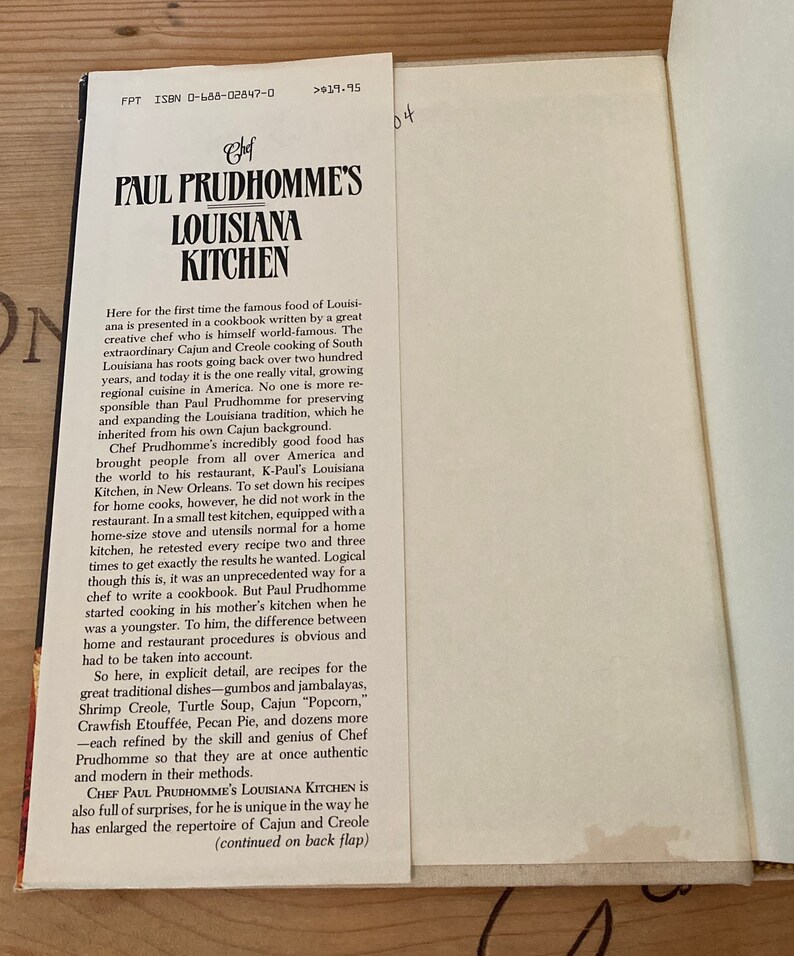 FPT ISBN 0-688-02847-0 >$19.95
04
Chef
PAUL PRUDHOMME'S
LOUISIANA
KITCHEN
Here for the first time the famous food of Louisi-
ana is presented in a cookbook written by a great
creative chef who is himself world-famous. The
extraordinary Cajun and Creole cooking of South
Louisiana has roots going back over two hundred
years, and today it is the one really vital, growing
regional cuisine in America. No one is more re-
sponsible than Paul Prudhomme for preserving
and expanding the Louisiana tradition, which he
inherited from his own Cajun background.
Chef Prudhomme's incredibly good food has
brought people from all over America and
the world to his restaurant, K-Paul's Louisiana
Kitchen, in New Orleans. To set down his recipes
for home cooks, however, he did not work in the
restaurant. In a small test kitchen, equipped with a
home-size stove and utensils normal for a home
kitchen, he retested every recipe two and three
times to get exactly the results he wanted. Logical
though this is, it was an unprecedented way for a
chef to write a cookbook. But Paul Prudhomme
started cooking in his mother's kitchen when he
was a youngster. To him, the difference between
home and restaurant procedures is obvious and
had to be taken into account.
So here, in explicit detail, are recipes for the
great traditional dishes—gumbos and jambalayas,
Shrimp Creole, Turtle Soup, Cajun "Popcorn,"
Crawfish Etouffée, Pecan Pie, and dozens more
—each refined by the skill and genius of Chef
Prudhomme so that they are at once authentic
and modern in their methods.
CHEF PAUL PRUDHOMME'S LOUISIANA KITCHEN is
also full of surprises, for he is unique in the way he
has enlarged the repertoire of Cajun and Creole
(continued on back flap)